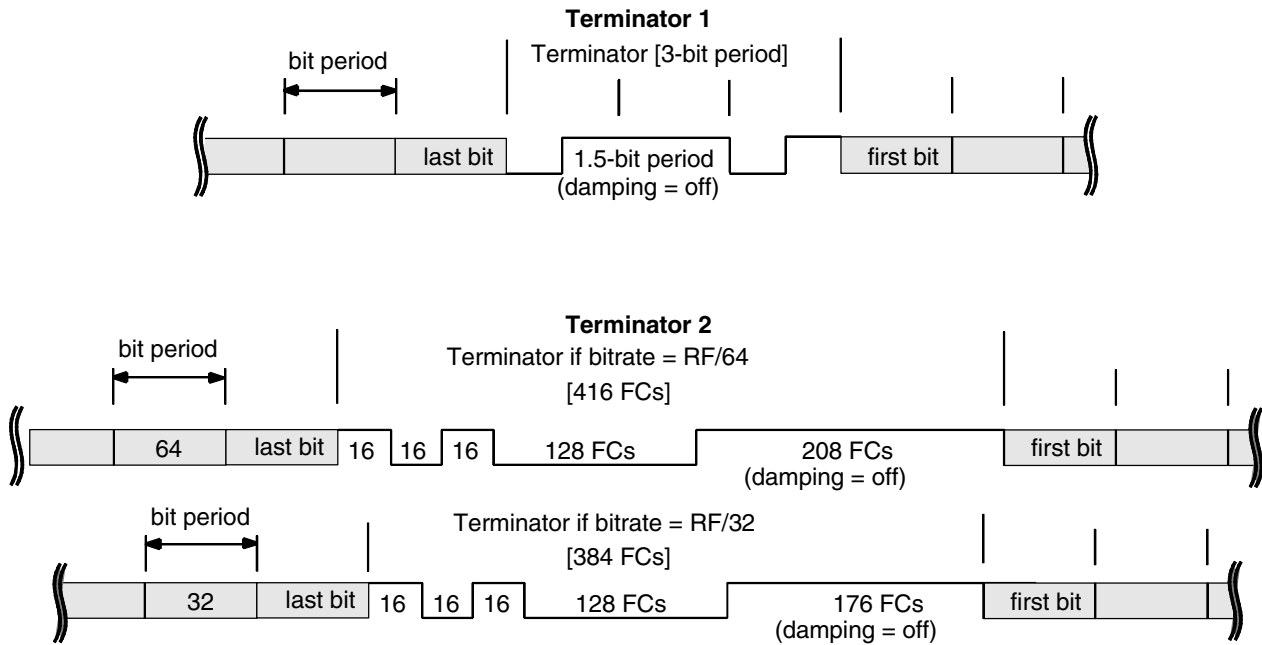 Terminator 1
Terminator [3-bit period]
bit period
last bit
1.5-bit period
(damping = off)
first bit
Terminator 2
bit period
Terminator if bitrate = RF/64
[416 FCs]
64
last bit
16
16
16
128 FCs
208 FCs
(damping = off)
first bit
bit period
Terminator if bitrate = RF/32
[384 FCs]
32
last bit
16
16
16
128 FCs
176 FCs
(damping = off)
first bit